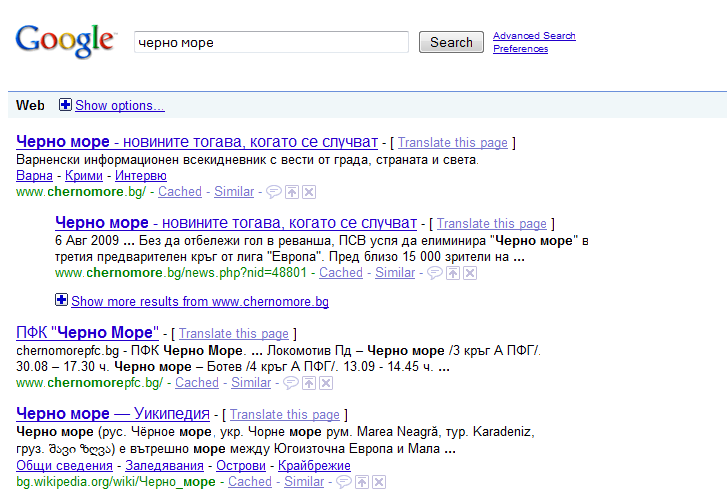 Google™
черно море
Search
Advanced Search
Preferences
Web Show options...
Черно море - новините тогава, когато се случват - [ Translate this page ]
Варненски информационен всекидневник с вести от града, страната и света.
Варна - Крими - Интервю
www.chernomore.bg/ - Cached - Similar -
Черно море - новините тогава, когато се случват - [ Translate this page ]
6 Авг 2009 ... Без да отбележи гол в реванша, ПСВ успя да елиминира "Черно море" в
третия предварителен кръг от лига "Европа". Пред близо 15 000 зрители на ...
www.chernomore.bg/news.php?nid=48801 - Cached - Similar -
Show more results from www.chernomore.bg
ПФК "Черно Море" - [ Translate this page ]
chernomorepfc.bg - ПФК Черно Море. ... Локомотив Пд – Черно море /3 кръг А ПФГ/.
30.08 – 17.30 ч. Черно море – Ботев /4 кръг А ПФГ/. 13.09 - 14.45 ч. ...
www.chernomorepfc.bg/ - Cached - Similar -
Черно море — Уикипедия - [ Translate this page ]
Черно море (рус. Чёрное море, укр. Чорне море рум. Marea Neagră, тур. Karadeniz,
груз. შავი ზღვა) е вътрешно море между Югоизточна Европа и Мала ...
Общи сведения - Заледявания - Острови - Крайбрежие
bg.wikipedia.org/wiki/Черно_море - Cached - Similar -